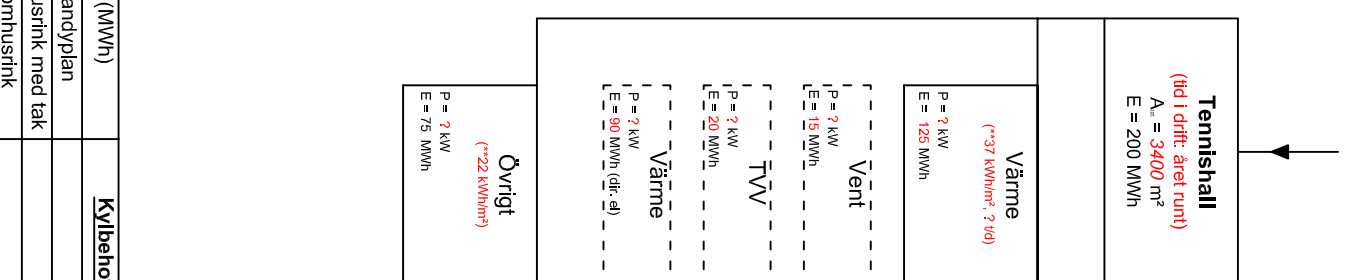 Tennishall
(tid i drift: året runt)
Atot = 3400 m²
E = 200 MWh
Värme
(**37 kWh/m², ? t/d)
P = ? kW
E = 125 MWh
Vent
P = ? kW
E = 15 MWh
TVV
P = ? kW
E = 20 MWh
Värme
P = ? kW
E = 90 MWh (dir. el)
Övrigt
(**22 kWh/m²)
P = ? kW
E = 75 MWh
(MWh)
Kylbeho
andyplan
usrink med tak
omhusrink